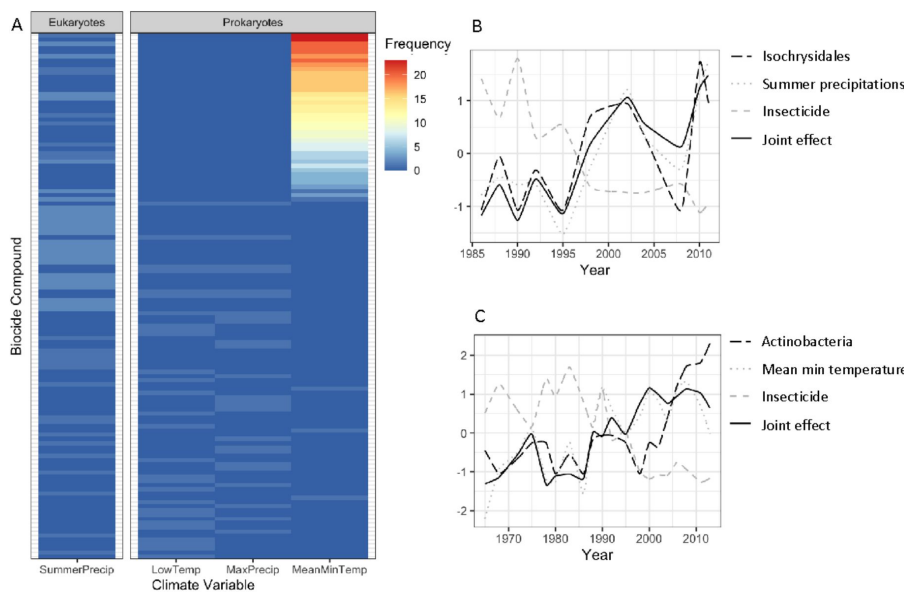 A
Eukaryotes
Prokaryotes
Biocide Compound
SummerPrecip
LowTemp
MaxPrecip
MeanMinTemp
Climate Variable
Frequency
20
15
10
5
0
B
1
0
-1
1985
1990
1995
2000
2005
2010
Year
Isochrysidales
Summer precipitations
Insecticide
Joint effect
C
2
1
0
-1
-2
1970
1980
1990
2000
2010
Year
Actinobacteria
Mean min temperature
Insecticide
Joint effect